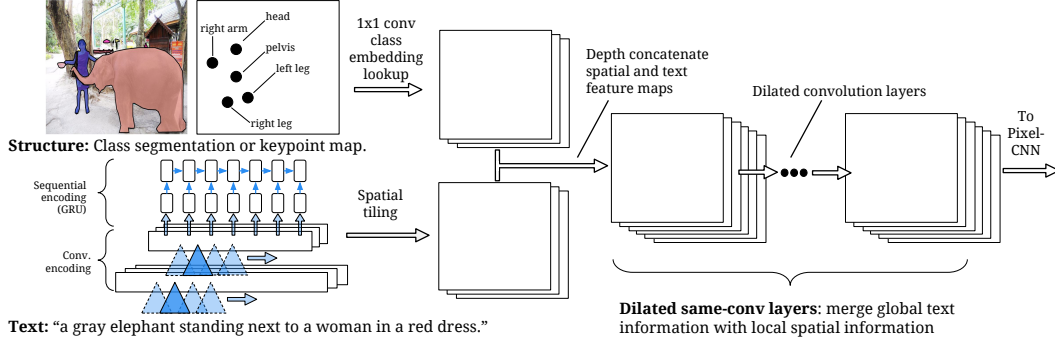 right arm
head
pelvis
left leg
right leg
1x1 conv
class
embedding
lookup
Structure: Class segmentation or keypoint map.
Depth concatenate
spatial and text
feature maps
Dilated convolution layers
To
Pixel-
CNN
Sequential
encoding
(GRU)
Conv.
encoding
Spatial
tiling
Text: “a gray elephant standing next to a woman in a red dress.”
Dilated same-conv layers: merge global text
information with local spatial information